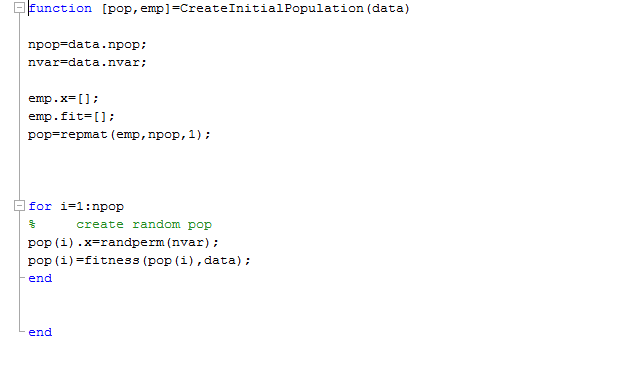 function [pop,emp]=CreateInitialPopulation(data)
npop=data.npop;
nvar=data.nvar;
emp.x=[];
emp.fit=[];
pop=repmat(emp,npop,1);
for i=1:npop
%     create random pop
pop(i).x=randperm(nvar);
pop(i)=fitness(pop(i),data);
end
end